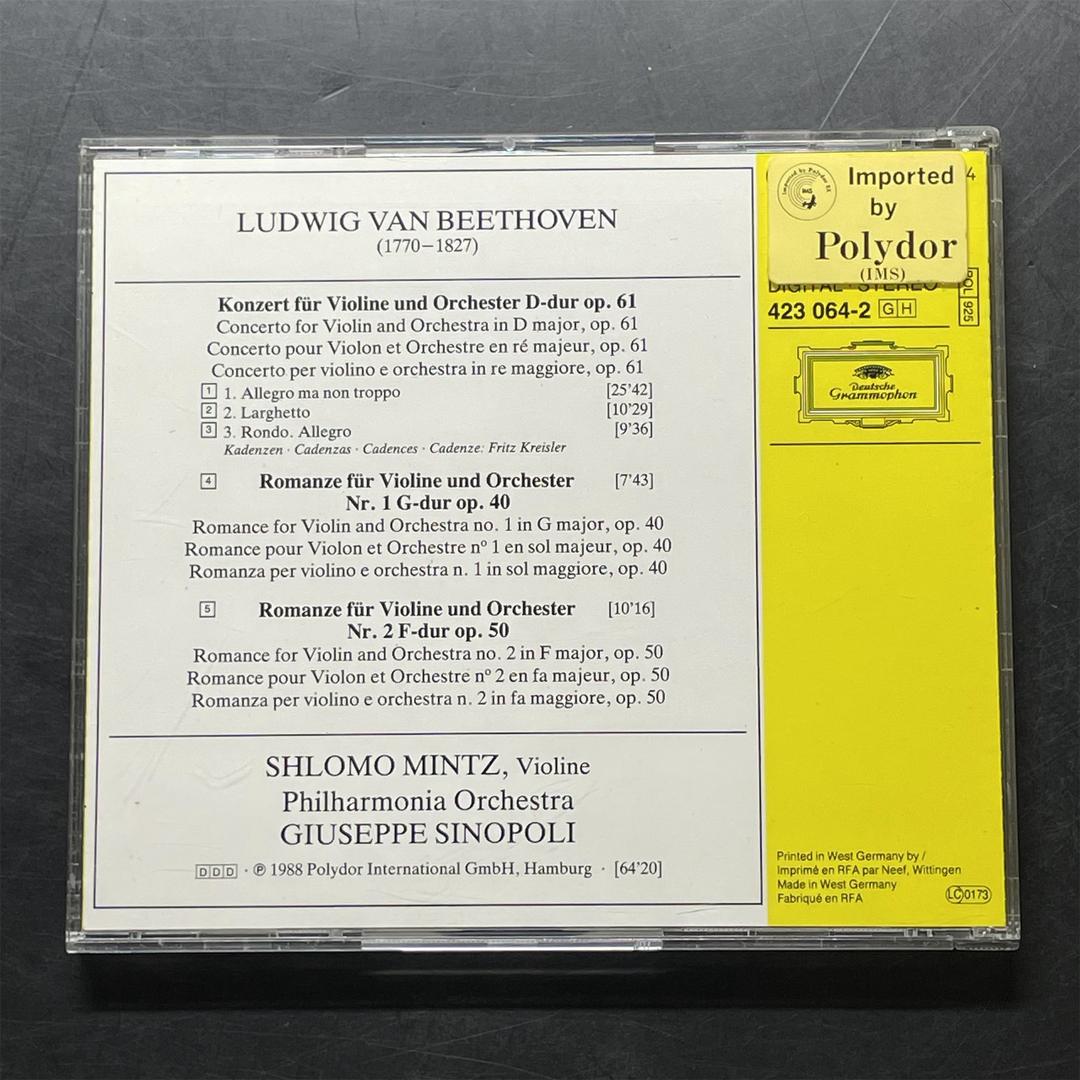 LUDWIG VAN BEETHOVEN
(1770–1827)
Konzert für Violine und Orchester D-dur op. 61
Concerto for Violin and Orchestra in D major, op. 61
Concerto pour Violon et Orchestre en ré majeur, op. 61
Concerto per violino e orchestra in re maggiore, op. 61
1 1. Allegro ma non troppo [25'42]
2 2. Larghetto [10'29]
3 3. Rondo. Allegro [9'36]
Kadenzen · Cadenzas · Cadences · Cadenze: Fritz Kreisler
4 Romanze für Violine und Orchester [7'43]
Nr. 1 G-dur op. 40
Romance for Violin and Orchestra no. 1 in G major, op. 40
Romance pour Violon et Orchestre nº 1 en sol majeur, op. 40
Romanza per violino e orchestra n. 1 in sol maggiore, op. 40
5 Romanze für Violine und Orchester [10'16]
Nr. 2 F-dur op. 50
Romance for Violin and Orchestra no. 2 in F major, op. 50
Romance pour Violon et Orchestre nº 2 en fa majeur, op. 50
Romanza per violino e orchestra n. 2 in fa maggiore, op. 50
SHLOMO MINTZ, Violine
Philharmonia Orchestra
GIUSEPPE SINOPOLI
DDD · ℗ 1988 Polydor International GmbH, Hamburg · [64'20]
4
Imported
by
Polydor
(IMS)
IMS
DIGITAL STEREO
423 064-2 GH
POL 925
Deutsche
Grammophon
Printed in West Germany by /
Imprimé en RFA par Neef, Wittingen
Made in West Germany
Fabriqué en RFA
LC 0173